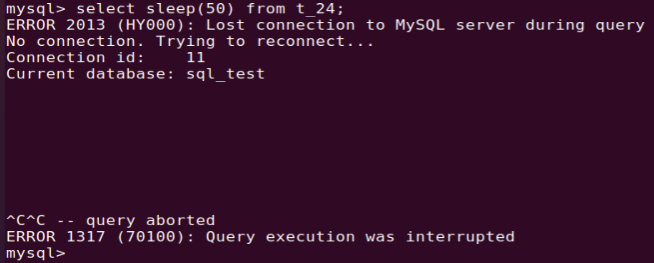 mysql> select sleep(50) from t_24;
ERROR 2013 (HY000): Lost connection to MySQL server during query
No connection. Trying to reconnect...
Connection id:    11
Current database: sql_test
^C^C -- query aborted
ERROR 1317 (70100): Query execution was interrupted
mysql>